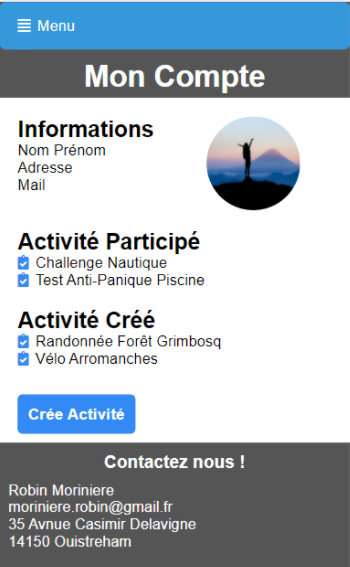 Menu
Mon Compte
Informations
Nom Prénom
Adresse
Mail
Activité Participé
Challenge Nautique
Test Anti-Panique Piscine
Activité Créé
Randonnée Forêt Grimbosq
Vélo Arromanches
Crée Activité
Contactez nous !
Robin Moriniere
moriniere.robin@gmail.fr
35 Avnue Casimir Delavigne
14150 Ouistreham